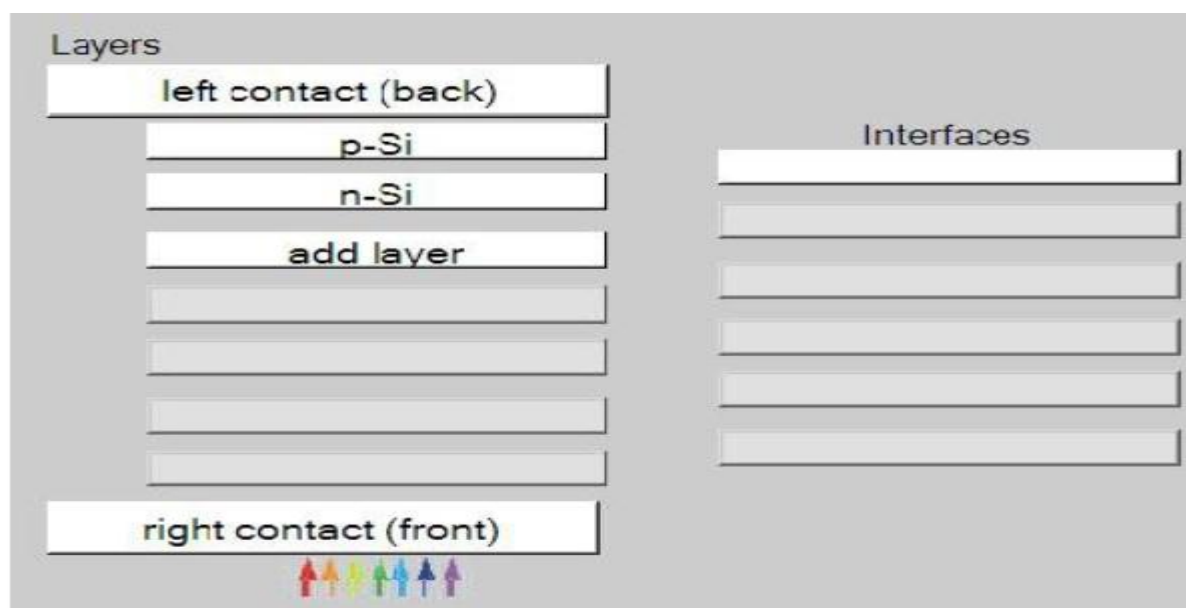 Layers
left contact (back)
p-Si
n-Si
add layer
right contact (front)
Interfaces